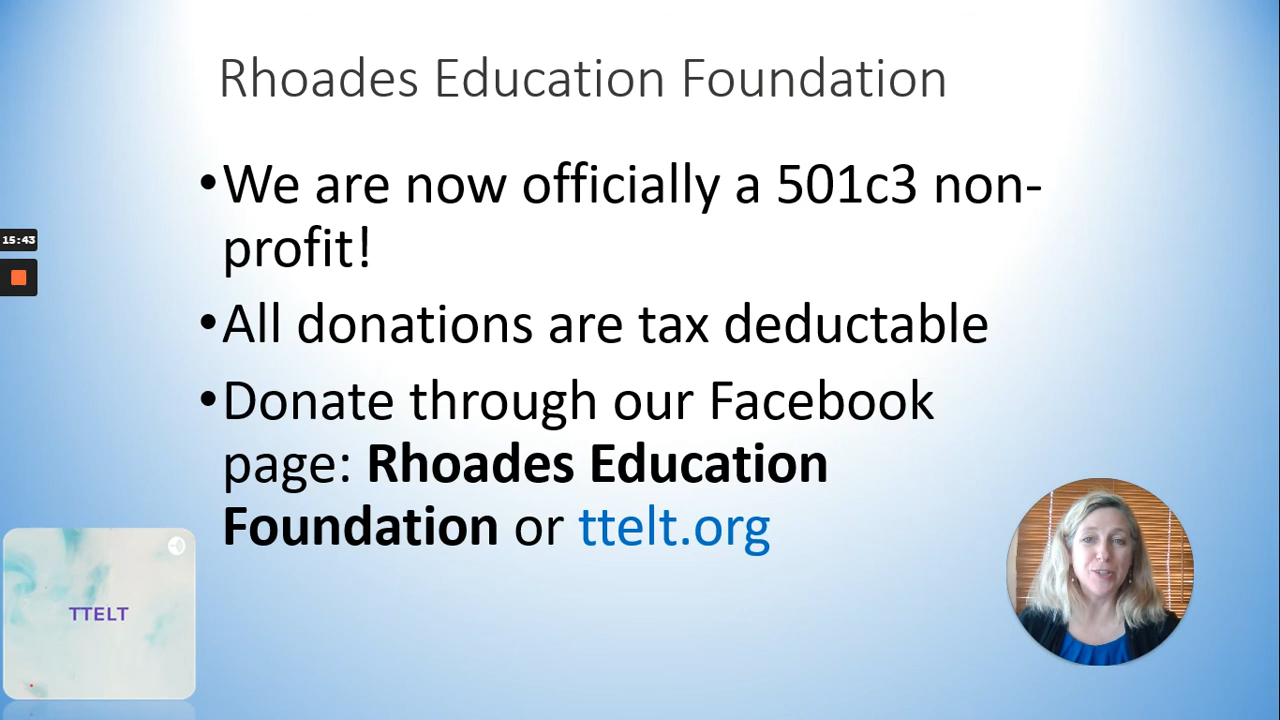 Rhoades Education Foundation
•We are now officially a 501c3 non-
profit!
•All donations are tax deductable
•Donate through our Facebook
page: Rhoades Education
Foundation or ttelt.org
15:43
TTELT